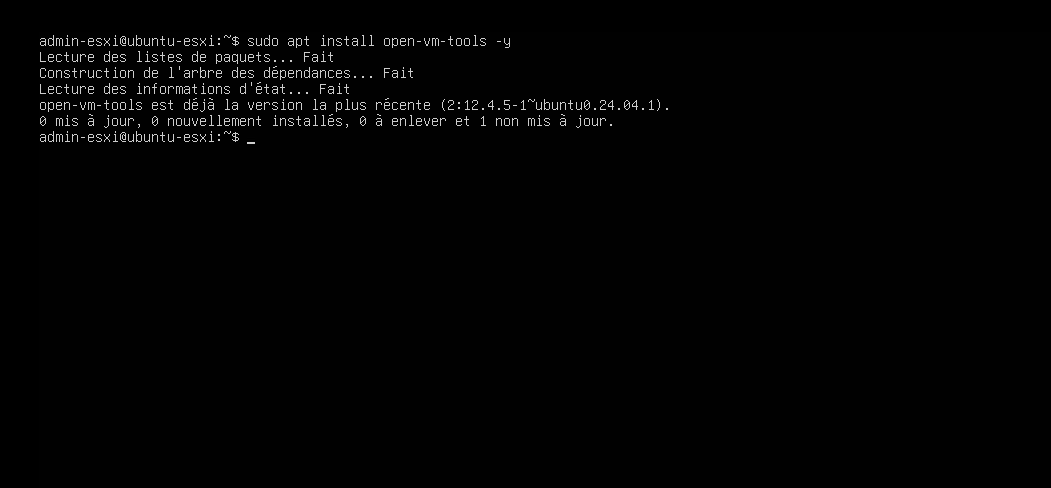 admin-esxi@ubuntu-esxi:~$ sudo apt install open-vm-tools -y
Lecture des listes de paquets... Fait
Construction de l'arbre des dépendances... Fait
Lecture des informations d'état... Fait
open-vm-tools est déjà la version la plus récente (2:12.4.5-1~ubuntu0.24.04.1).
0 mis à jour, 0 nouvellement installés, 0 à enlever et 1 non mis à jour.
admin-esxi@ubuntu-esxi:~$ _